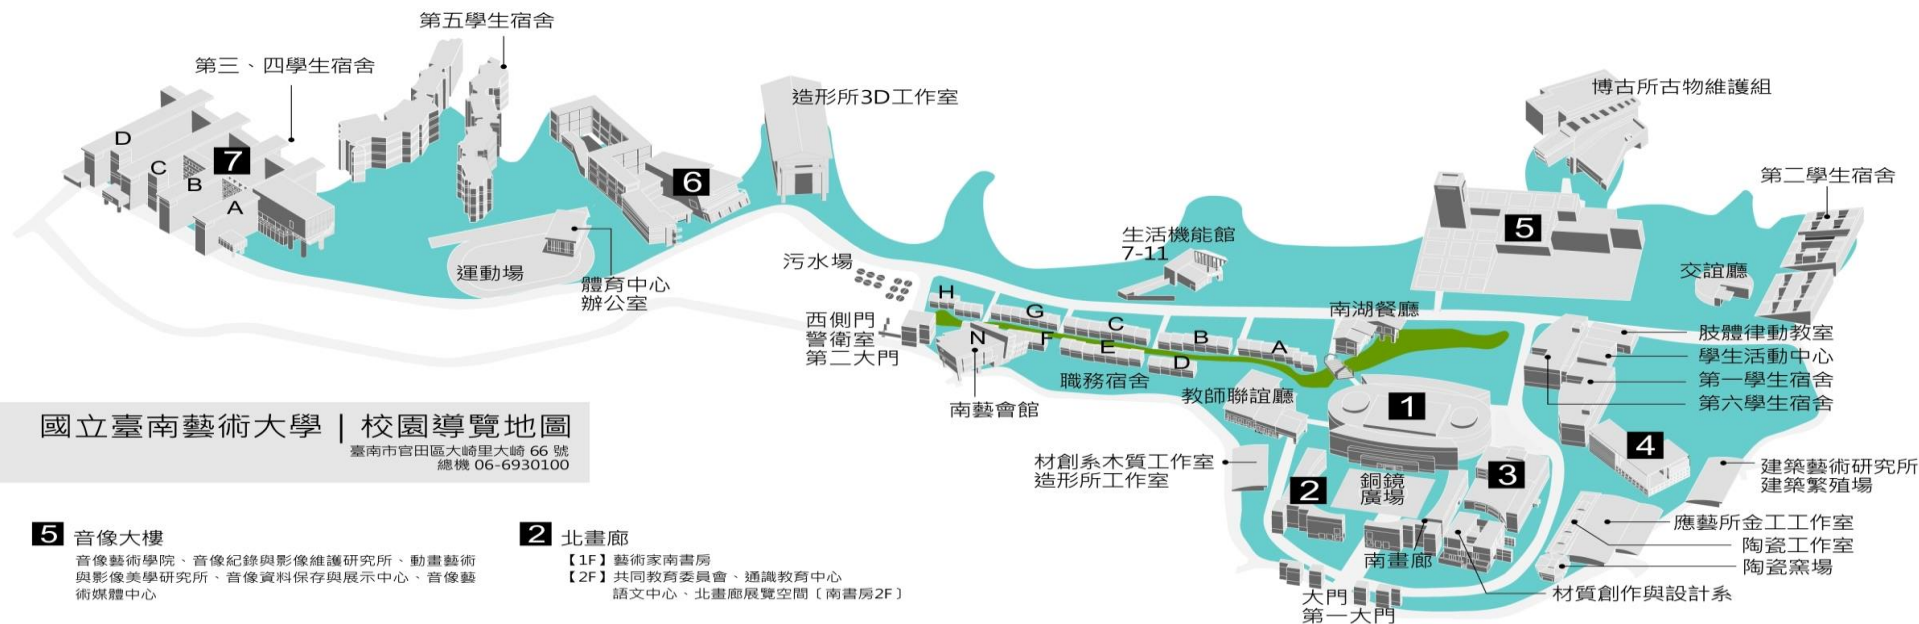 第五學生宿舍
第三、四學生宿舍
造形所3D工作室
博古所古物維護組
D
C
7
B
A
6
第二學生宿舍
5
生活機能館
7-11
污水場
運動場
體育中心
辦公室
交誼廳
H
G
C
B
A
南湖餐廳
西側門
警衛室
第二大門
N
F
E
D
職務宿舍
肢體律動教室
學生活動中心
第一學生宿舍
第六學生宿舍
南藝會館
教師聯誼廳
1
國立臺南藝術大學 | 校園導覽地圖
臺南市官田區大崎里大崎 66 號
總機 06-6930100
4
材創系木質工作室
造形所工作室
銅鏡
廣場
2
3
建築藝術研究所
建築繁殖場
應藝所金工工作室
陶瓷工作室
陶瓷窯場
南畫廊
材質創作與設計系
大門
第一大門
5 音像大樓
音像藝術學院、音像紀錄與影像維護研究所、動畫藝術
與影像美學研究所、音像資料保存與展示中心、音像藝
術媒體中心
2 北畫廊
【1F】藝術家南書房
【2F】共同教育委員會、通識教育中心
語文中心、北畫廊展覽空間〔南書房2F〕